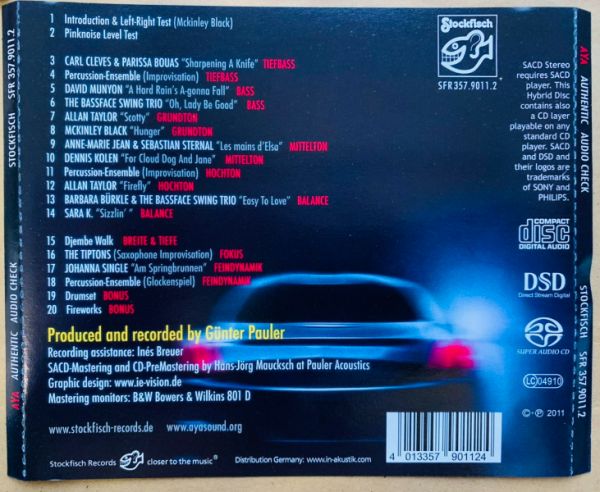 1 Introduction & Left-Right Test (Mckinley Black)
2 Pinknoise Level Test
3 CARL CLEVES & PARISSA BOUAS "Sharpening A Knife" TIEFBASS
4 Percussion-Ensemble (Improvisation) TIEFBASS
5 DAVID MUNYON "A Hard Rain's A-gonna Fall" BASS
6 THE BASSFACE SWING TRIO "Oh, Lady Be Good" BASS
7 ALLAN TAYLOR "Scotty" GRUNDTON
8 MCKINLEY BLACK "Hunger" GRUNDTON
9 ANNE-MARIE JEAN & SEBASTIAN STERNAL "Les mains d'Elsa" MITTELTON
10 DENNIS KOLEN "For Cloud Dog And Jane" MITTELTON
11 Percussion-Ensemble (Improvisation) HOCHTON
12 ALLAN TAYLOR "Firefly" HOCHTON
13 BARBARA BÜRKLE & THE BASSFACE SWING TRIO "Easy To Love" BALANCE
14 SARA K. "Sizzlin'" BALANCE
15 Djembe Walk BREITE & TIEFE
16 THE TIPTONS (Saxophone Improvisation) FOKUS
17 JOHANNA SINGLE "Am Springbrunnen" FEINDYNAMIK
18 Percussion-Ensemble (Glockenspiel) FEINDYNAMIK
19 Drumset BONUS
20 Fireworks BONUS
Produced and recorded by Günter Pauler
Recording assistance: Inés Breuer
SACD-Mastering and CD-PreMastering by Hans-Jörg Maucksch at Pauler Acoustics
Graphic design: www.ie-vision.de
Mastering monitors: B&W Bowers & Wilkins 801 D
www.stockfisch-records.de www.ayasound.org
Stockfisch Records closer to the music® Distribution Germany: www.in-akustik.com
4 013357 901124
Stockfisch
SFR357.9011.2
SACD Stereo
requires SACD
player. This
Hybrid Disc
contains also
a CD layer
playable on any
standard CD
player. SACD
and DSD and
their logos are
trademarks
of SONY and
PHILIPS.
COMPACT
disc
DIGITAL AUDIO
DSD
Direct Stream Digital
SUPER AUDIO CD
LC 04910
©·℗ 2011
AYA AUTHENTIC AUDIO CHECK STOCKFISCH SFR 357.9011.2
AYA AUTHENTIC AUDIO CHECK STOCKFISCH SFR 357.9011.2